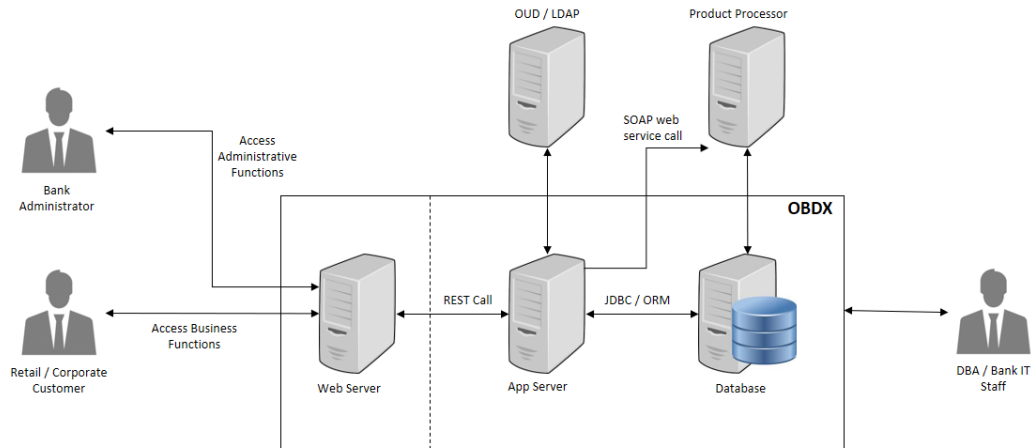 OUD / LDAP
Product Processor
SOAP web
service call
Access
Administrative
Functions
Bank
Administrator
OBDX
REST Call
JDBC / ORM
Access Business
Functions
Retail / Corporate
Customer
Web Server
App Server
Database
DBA / Bank IT
Staff